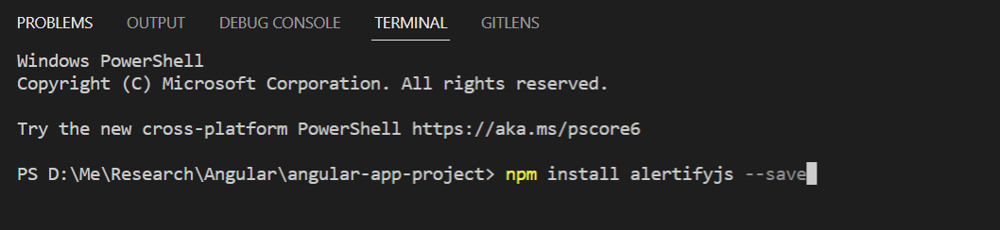 PROBLEMS OUTPUT DEBUG CONSOLE TERMINAL GITLENS
Windows PowerShell
Copyright (C) Microsoft Corporation. All rights reserved.
Try the new cross-platform PowerShell https://aka.ms/pscore6
PS D:\Me\Research\Angular\angular-app-project> npm install alertifyjs --save